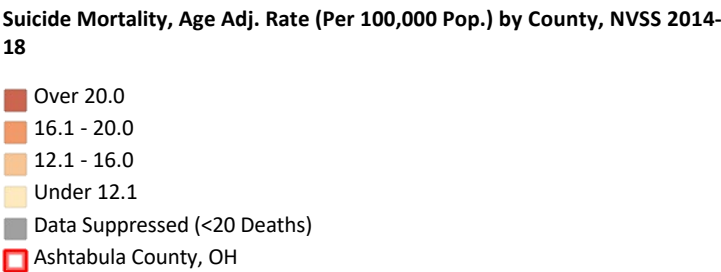 Suicide Mortality, Age Adj. Rate (Per 100,000 Pop.) by County, NVSS 2014-
18
Over 20.0
16.1 - 20.0
12.1 - 16.0
Under 12.1
Data Suppressed (<20 Deaths)
Ashtabula County, OH